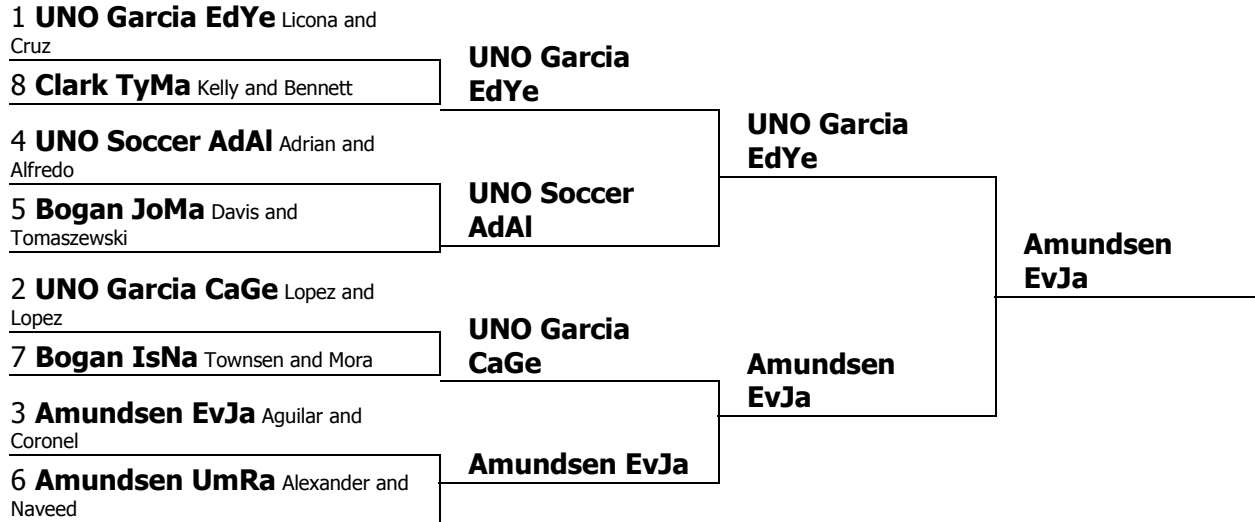 1 UNO Garcia EdYe Licona and
Cruz
8 Clark TyMa Kelly and Bennett
4 UNO Soccer AdAl Adrian and
Alfredo
5 Bogan JoMa Davis and
Tomaszewski
2 UNO Garcia CaGe Lopez and
Lopez
7 Bogan IsNa Townsen and Mora
3 Amundsen EvJa Aguilar and
Coronel
6 Amundsen UmRa Alexander and
Naveed
UNO Garcia
EdYe
UNO Soccer
AdAl
UNO Garcia
CaGe
Amundsen EvJa
UNO Garcia
EdYe
Amundsen
EvJa
Amundsen
EvJa